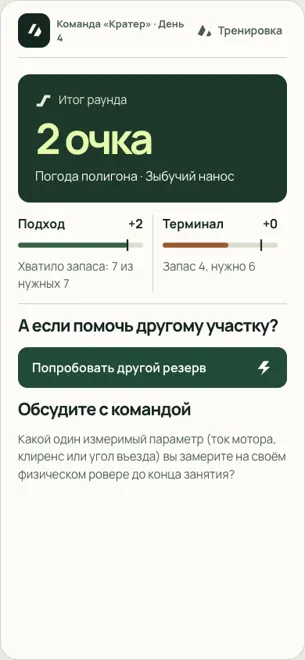 Команда «Кратер» · День
4
Тренировка
Итог раунда
2 очка
Погода полигона · Зыбучий нанос
Подход +2
Хватило запаса: 7 из
нужных 7
Терминал +0
Запас 4, нужно 6
А если помочь другому участку?
Попробовать другой резерв
Обсудите с командой
Какой один измеримый параметр (ток мотора,
клиренс или угол въезда) вы замерите на своём
физическом ровере до конца занятия?